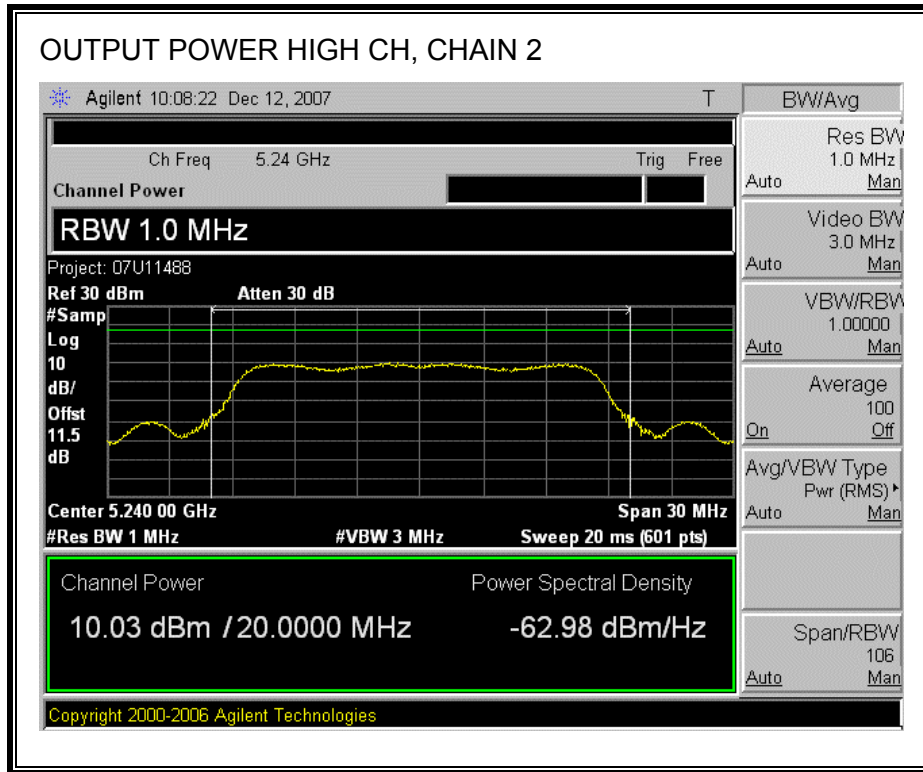 OUTPUT POWER HIGH CH, CHAIN 2
Agilent 10:08:22 Dec 12, 2007 T
Ch Freq 5.24 GHz Trig Free
Channel Power
RBW 1.0 MHz
Project: 07U11488
Ref 30 dBm Atten 30 dB
#Samp
Log
10
dB/
Offst
11.5
dB
Center 5.240 00 GHz Span 30 MHz
#Res BW 1 MHz #VBW 3 MHz Sweep 20 ms (601 pts)
Channel Power Power Spectral Density
10.03 dBm / 20.0000 MHz -62.98 dBm/Hz
Copyright 2000-2006 Agilent Technologies
BW/Avg
Res BW
1.0 MHz
Auto Man
Video BW
3.0 MHz
Auto Man
VBW/RBW
1.00000
Auto Man
Average
100
On Off
Avg/VBW Type
Pwr (RMS)
Auto Man
Span/RBW
106
Auto Man